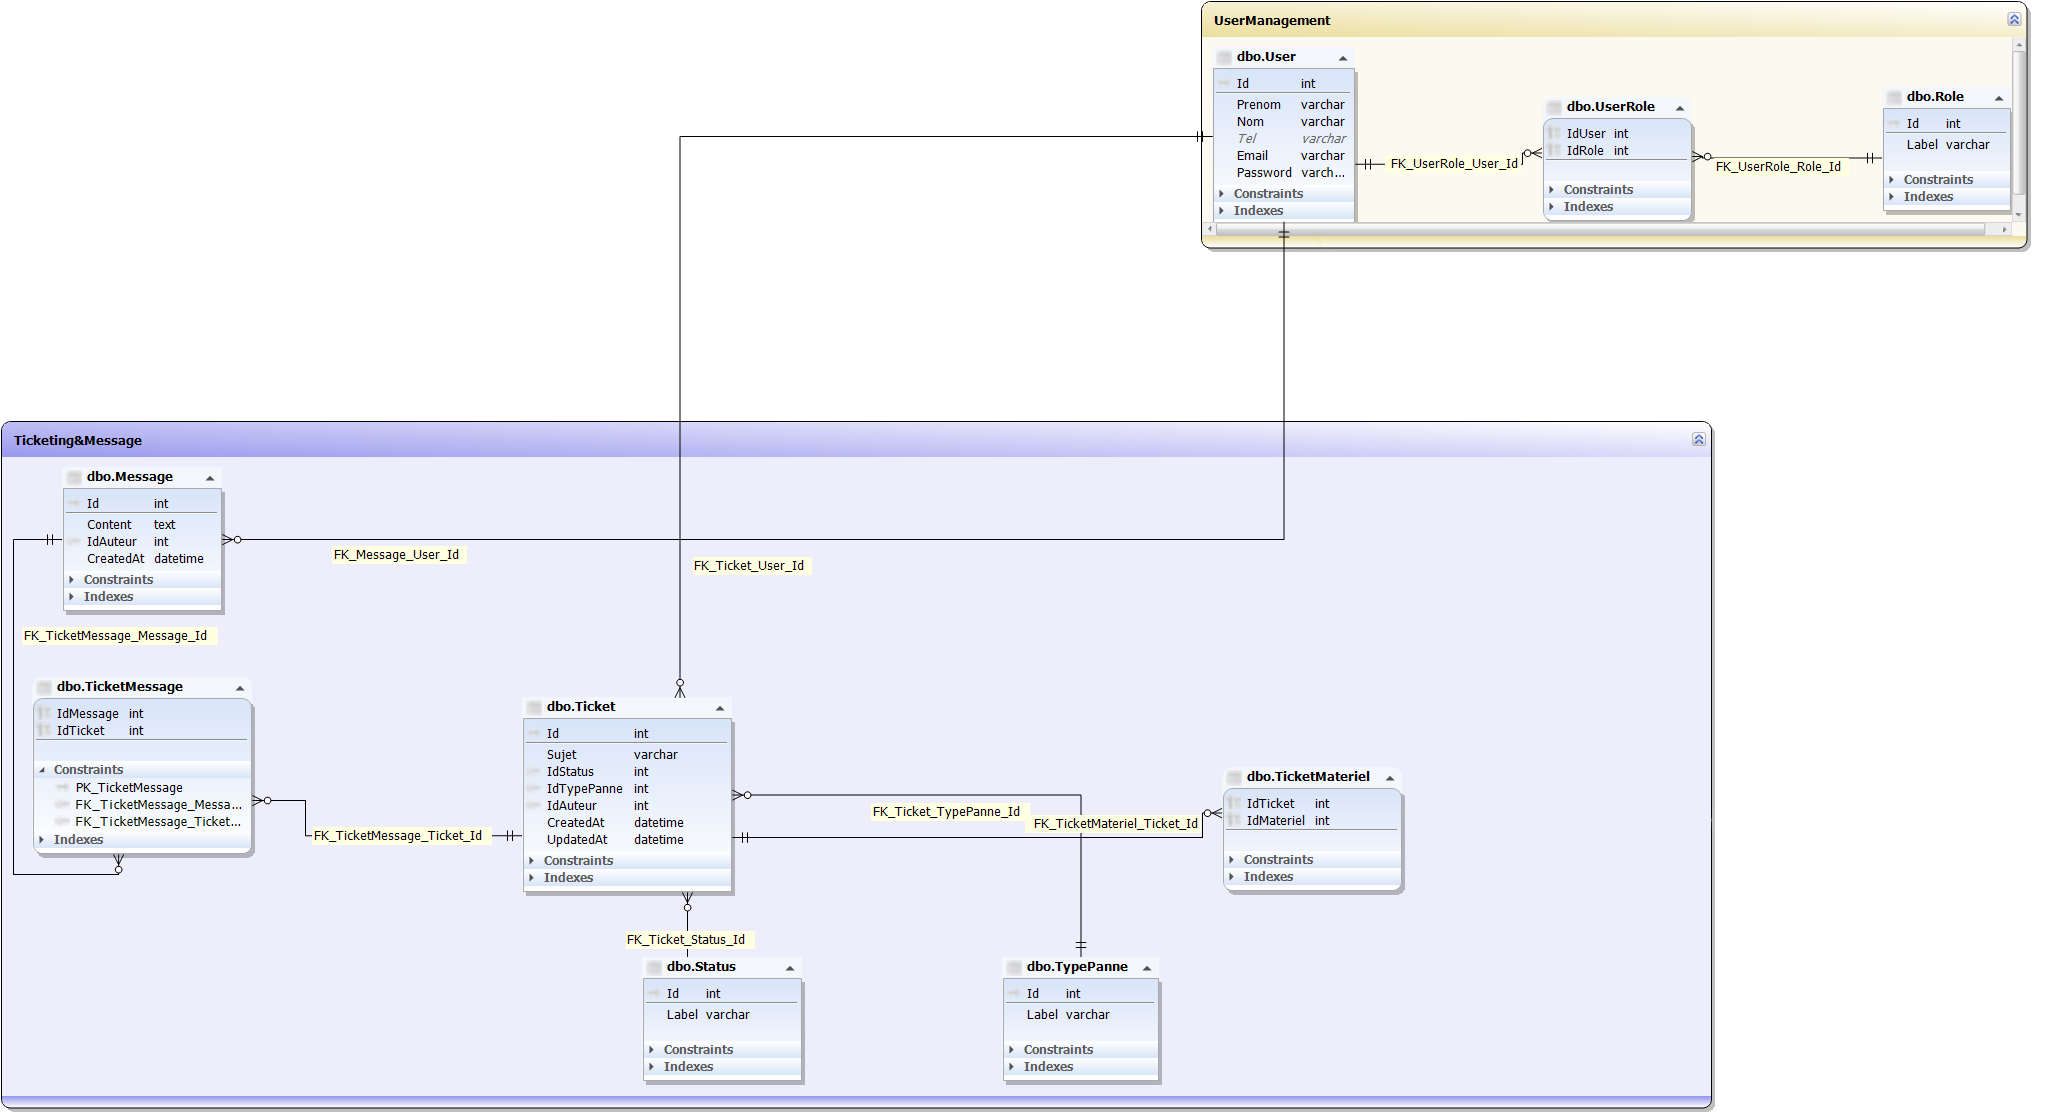 UserManagement
dbo.User
Id int
Prenom varchar
Nom varchar
Tel varchar
Email varchar
Password varch...
Constraints
Indexes
FK_UserRole_User_Id
dbo.UserRole
IdUser int
IdRole int
Constraints
Indexes
FK_UserRole_Role_Id
dbo.Role
Id int
Label varchar
Constraints
Indexes
Ticketing&Message
dbo.Message
Id int
Content text
IdAuteur int
CreatedAt datetime
Constraints
Indexes
FK_Message_User_Id
FK_Ticket_User_Id
FK_TicketMessage_Message_Id
dbo.TicketMessage
IdMessage int
IdTicket int
Constraints
PK_TicketMessage
FK_TicketMessage_Messa...
FK_TicketMessage_Ticket...
Indexes
FK_TicketMessage_Ticket_Id
dbo.Ticket
Id int
Sujet varchar
IdStatus int
IdTypePanne int
IdAuteur int
CreatedAt datetime
UpdatedAt datetime
Constraints
Indexes
FK_Ticket_TypePanne_Id
FK_TicketMateriel_Ticket_Id
dbo.TicketMateriel
IdTicket int
IdMateriel int
Constraints
Indexes
FK_Ticket_Status_Id
dbo.Status
Id int
Label varchar
Constraints
Indexes
dbo.TypePanne
Id int
Label varchar
Constraints
Indexes